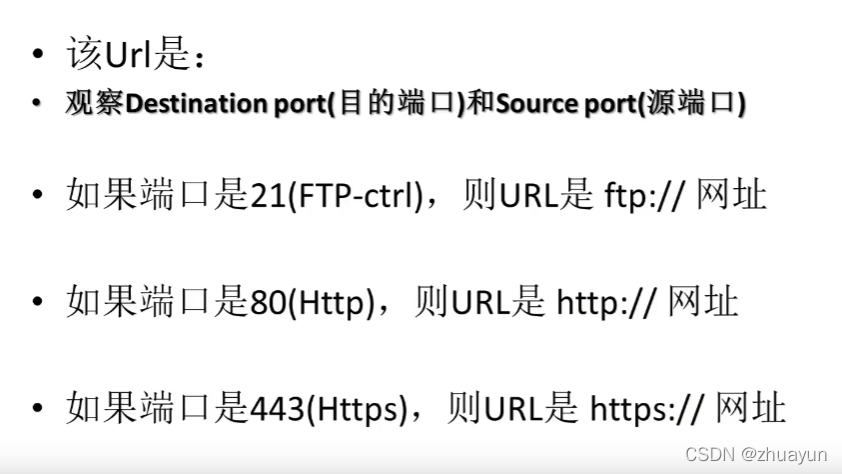 • 该Url是：
• 观察Destination port(目的端口)和Source port(源端口)
• 如果端口是21(FTP-ctrl)，则URL是 ftp:// 网址
• 如果端口是80(Http)，则URL是 http:// 网址
• 如果端口是443(Https)，则URL是 https:// 网址
CSDN @zhuayun